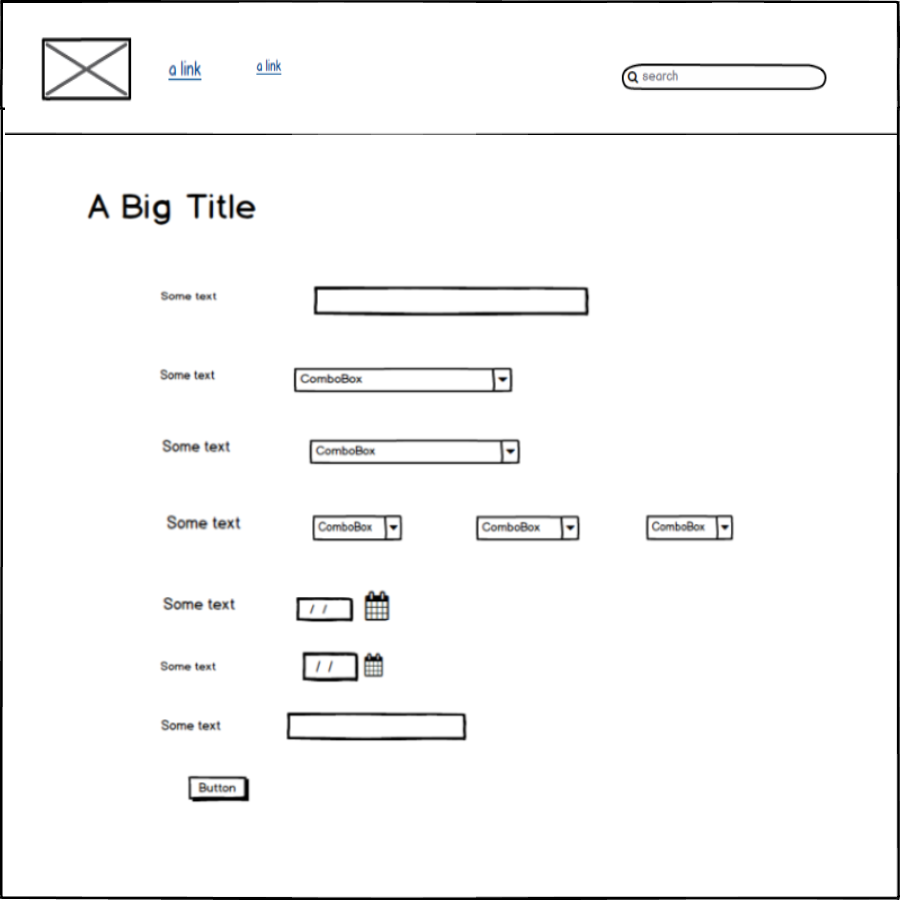 a link a link search
A Big Title
Some text
Some text ComboBox
Some text ComboBox
Some text ComboBox ComboBox ComboBox
Some text / /
Some text / /
Some text
Button